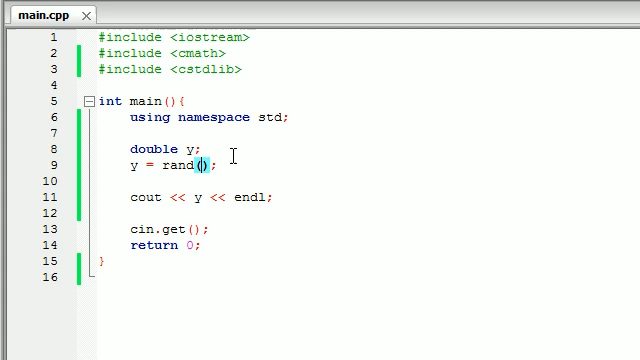 main.cpp
1 #include <iostream>
2 #include <cmath>
3 #include <cstdlib>
4
5 int main(){
6 using namespace std;
7
8 double y;
9 y = rand();
10
11 cout << y << endl;
12
13 cin.get();
14 return 0;
15 }
16